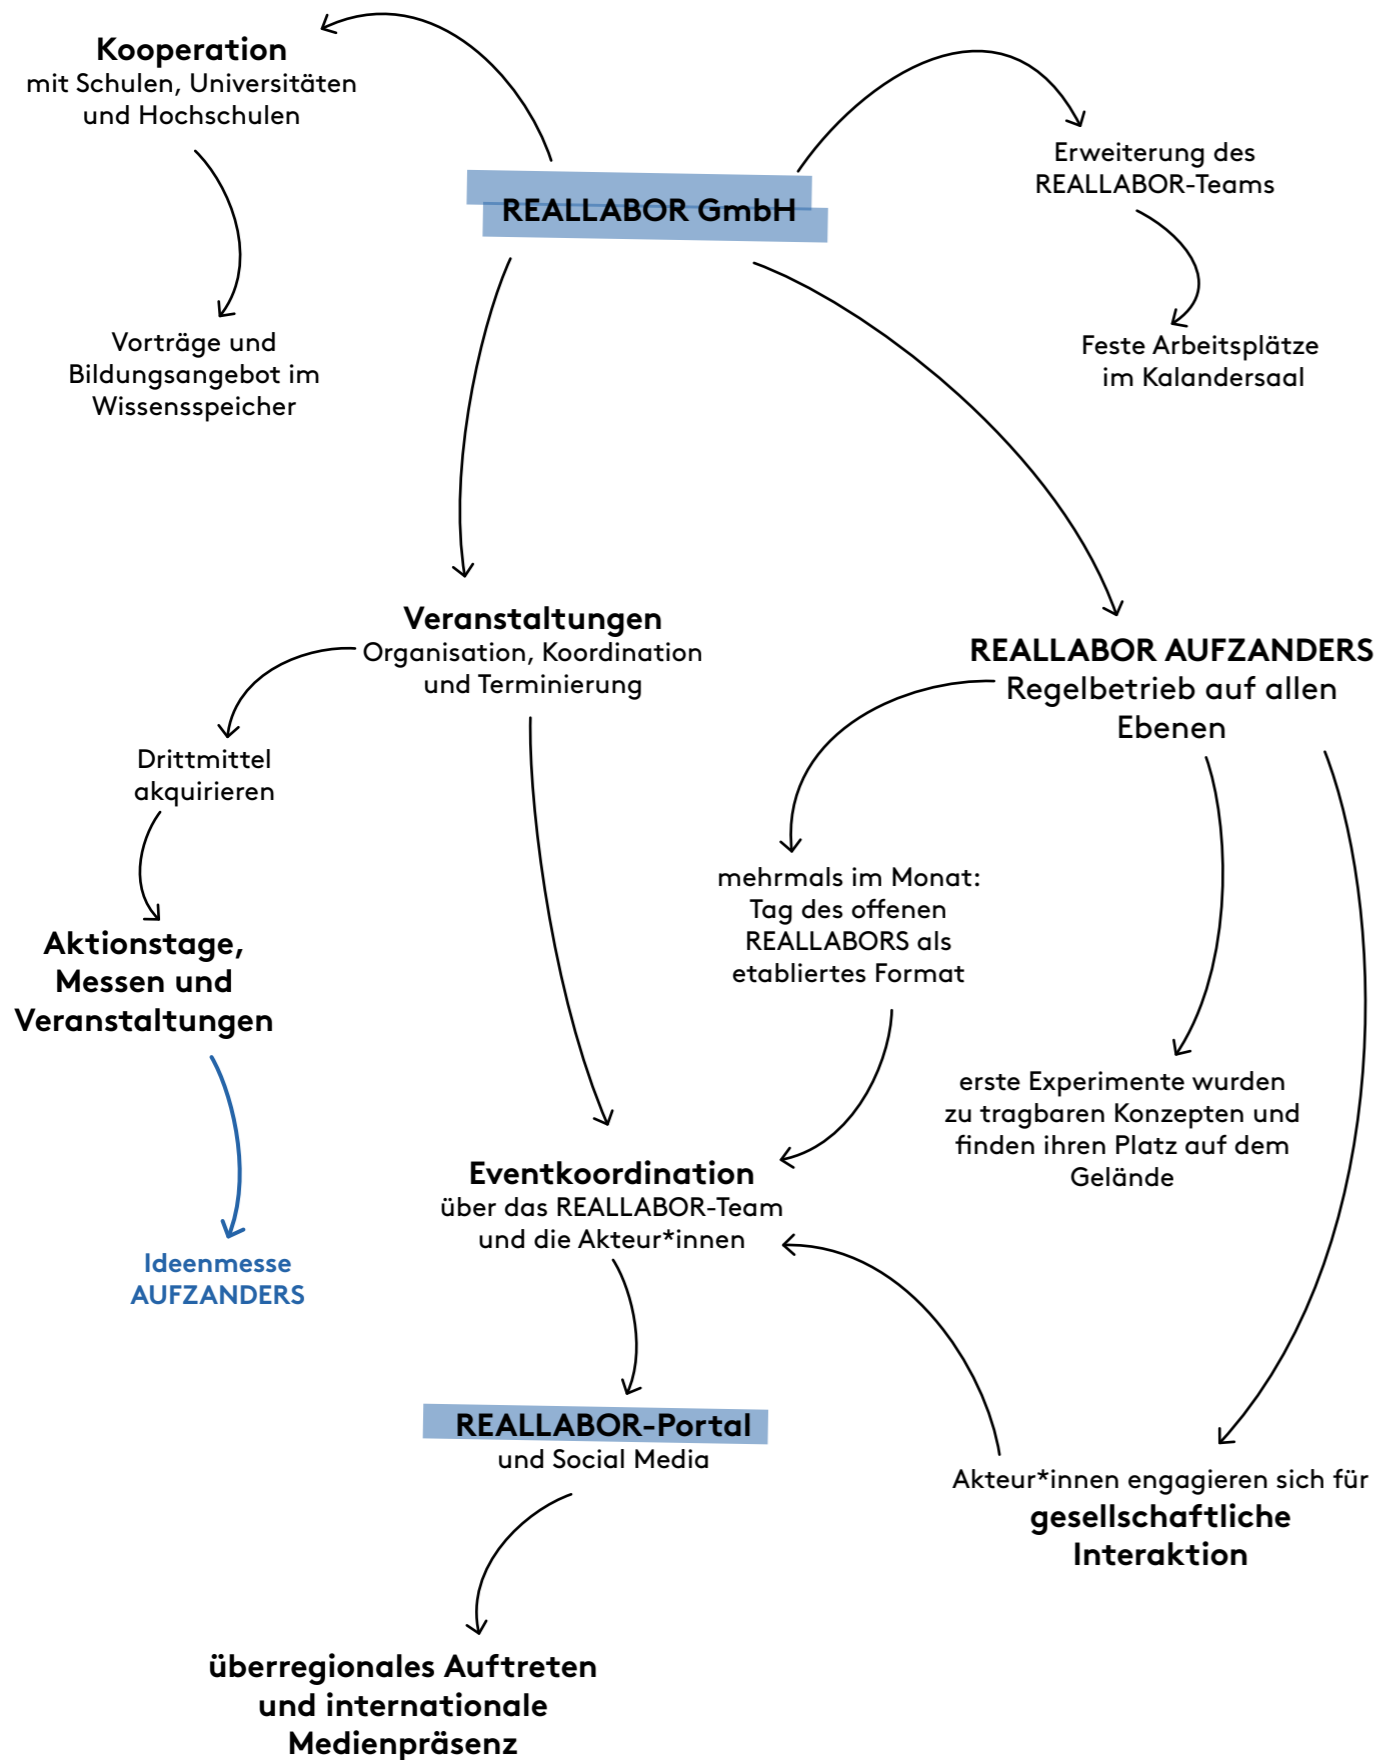 Kooperation
mit Schulen, Universitäten
und Hochschulen
REALLABOR GmbH
Erweiterung des
REALLABOR-Teams
Vorträge und
Bildungsangebot im
Wissensspeicher
Feste Arbeitsplätze
im Kalandersaal
Veranstaltungen
Organisation, Koordination
und Terminierung
REALLABOR AUFZANDERS
Regelbetrieb auf allen
Ebenen
Drittmittel
akquirieren
mehrmals im Monat:
Tag des offenen
REALLABORS als
etabliertes Format
Aktionstage,
Messen und
Veranstaltungen
erste Experimente wurden
zu tragbaren Konzepten und
finden ihren Platz auf dem
Gelände
Eventkoordination
über das REALLABOR-Team
und die Akteur*innen
Ideenmesse
AUFZANDERS
REALLABOR-Portal
und Social Media
Akteur*innen engagieren sich für
gesellschaftliche
Interaktion
überregionales Auftreten
und internationale
Medienpräsenz